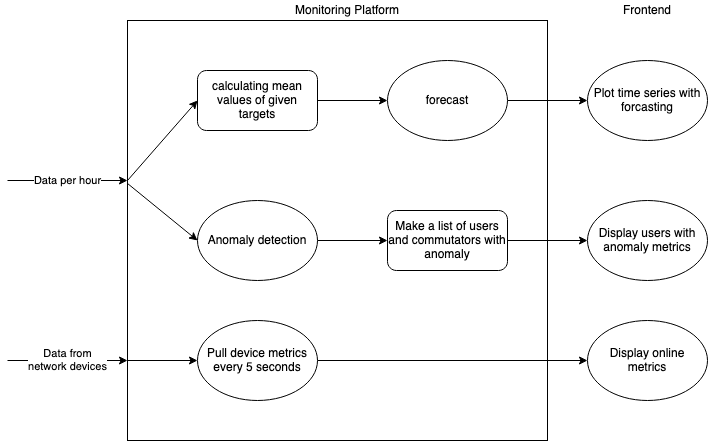 Monitoring Platform
Frontend
calculating mean
values of given
targets
forecast
Plot time series with
forcasting
Data per hour
Anomaly detection
Make a list of users
and commutators with
anomaly
Display users with
anomaly metrics
Data from
network devices
Pull device metrics
every 5 seconds
Display online
metrics